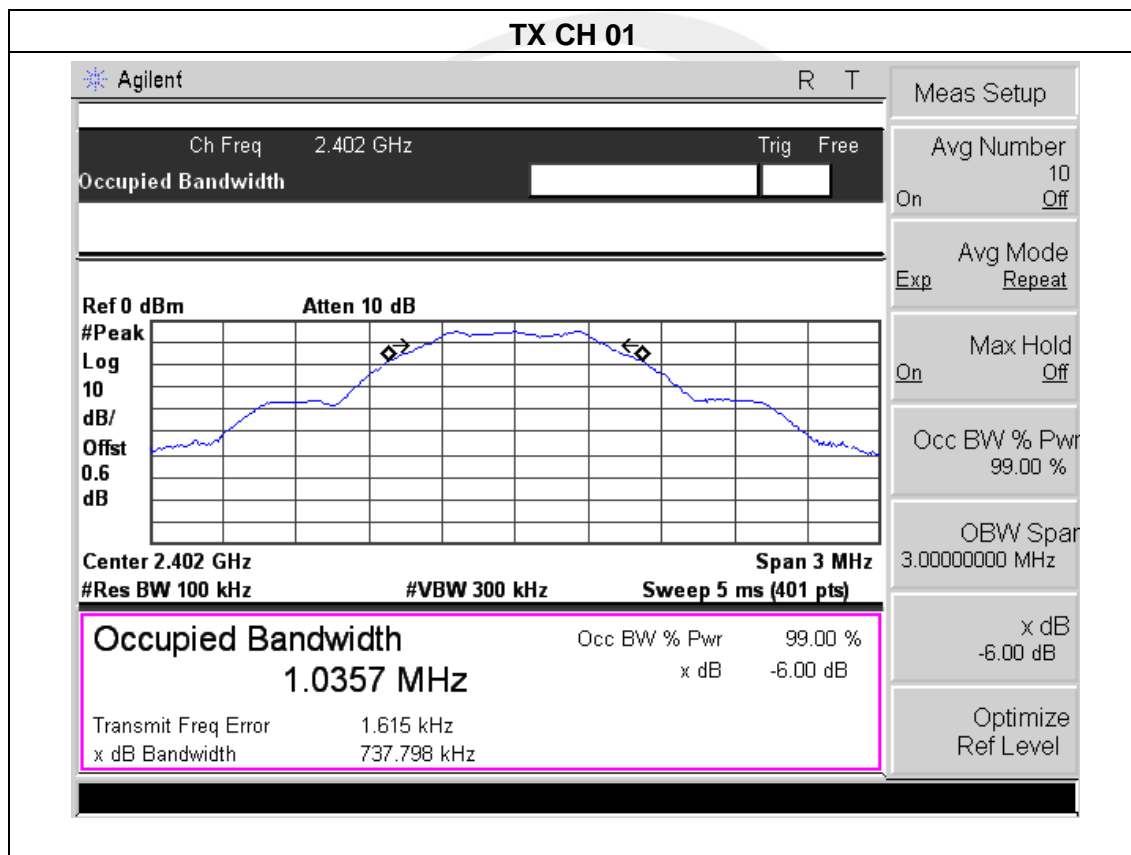 TX CH 01
Agilent R T
Ch Freq 2.402 GHz Trig Free
Occupied Bandwidth
Ref 0 dBm Atten 10 dB
#Peak
Log
10
dB/
Offst
0.6
dB
Center 2.402 GHz Span 3 MHz
#Res BW 100 kHz #VBW 300 kHz Sweep 5 ms (401 pts)
Occupied Bandwidth
1.0357 MHz
Occ BW % Pwr 99.00 %
x dB -6.00 dB
Transmit Freq Error 1.615 kHz
x dB Bandwidth 737.798 kHz
Meas Setup
Avg Number
10
On Off
Avg Mode
Exp Repeat
Max Hold
On Off
Occ BW % Pwr
99.00 %
OBW Span
3.00000000 MHz
x dB
-6.00 dB
Optimize
Ref Level